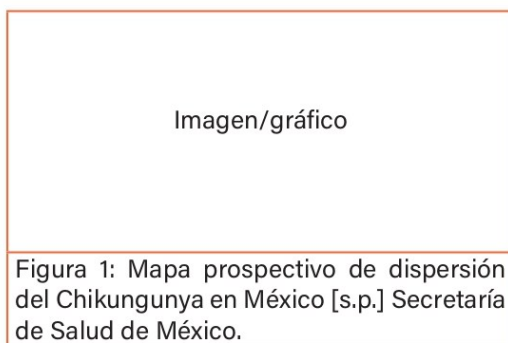 Imagen/gráfico
Figura 1: Mapa prospectivo de dispersión
del Chikungunya en México [s.p.] Secretaría
de Salud de México.